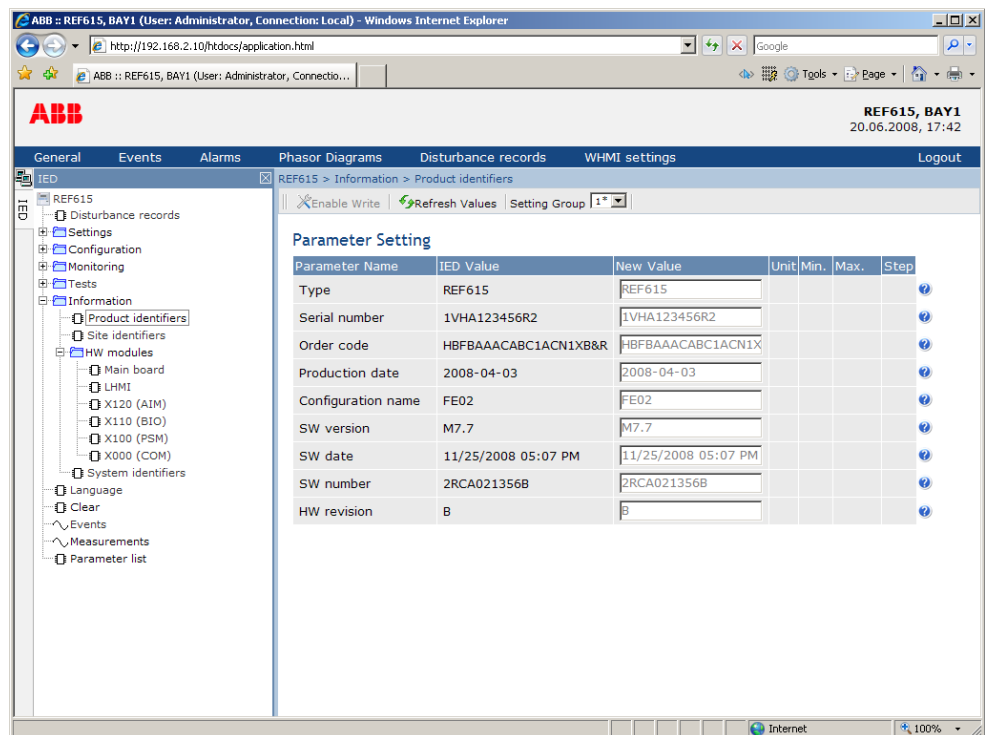 ABB :: REF615, BAY1 (User: Administrator, Connection: Local) - Windows Internet Explorer
http://192.168.2.10/htdocs/application.html
Google
ABB :: REF615, BAY1 (User: Administrator, Connectio...
Tools
Page
ABB
REF615, BAY1
20.06.2008, 17:42
General Events Alarms Phasor Diagrams Disturbance records WHMI settings Logout
IED
IED
REF615
Disturbance records
Settings
Configuration
Monitoring
Tests
Information
Product identifiers
Site identifiers
HW modules
Main board
LHMI
X120 (AIM)
X110 (BIO)
X100 (PSM)
X000 (COM)
System identifiers
Language
Clear
Events
Measurements
Parameter list
REF615 > Information > Product identifiers
Enable Write Refresh Values Setting Group 1*
Parameter Setting
Parameter Name IED Value New Value Unit Min. Max. Step
Type REF615 REF615
Serial number 1VHA123456R2 1VHA123456R2
Order code HBFBAAACABC1ACN1XB&R HBFBAAACABC1ACN1X
Production date 2008-04-03 2008-04-03
Configuration name FE02 FE02
SW version M7.7 M7.7
SW date 11/25/2008 05:07 PM 11/25/2008 05:07 PM
SW number 2RCA021356B 2RCA021356B
HW revision B B
Internet 100%